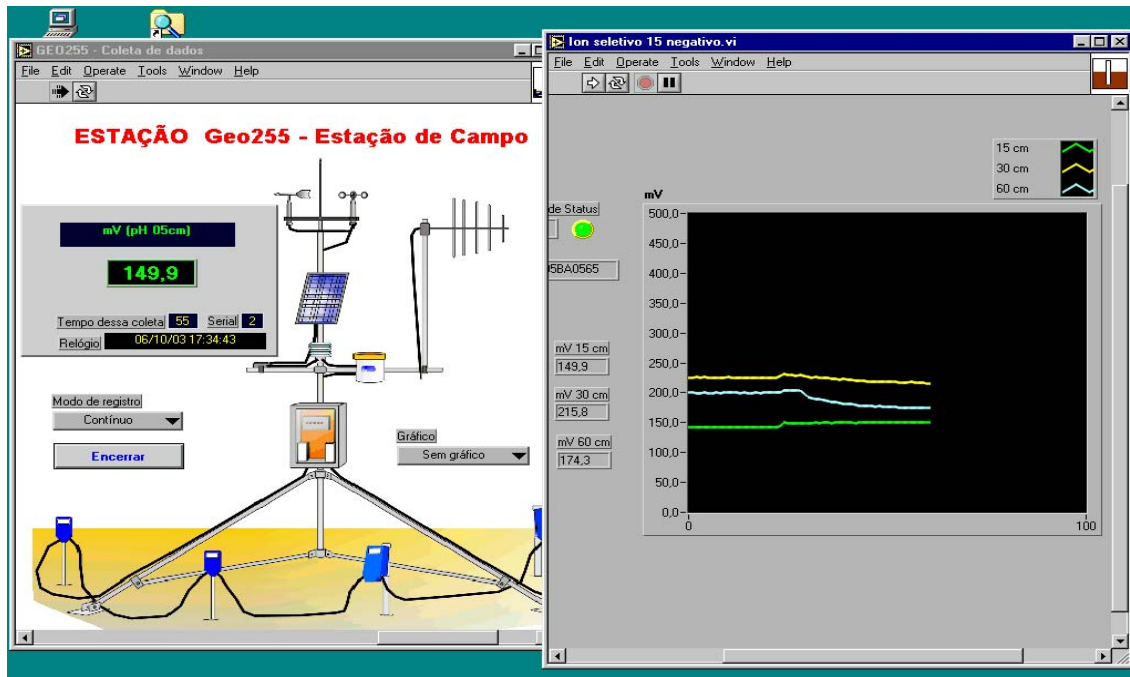 GEO255 - Coleta de dados
File Edit Operate Tools Window Help
ESTAÇÃO Geo255 - Estação de Campo
mV (pH 05cm)
149,9
Tempo dessa coleta 55 Serial 2
Relógio 06/10/03 17:34:43
Modo de registro
Contínuo
Encerrar
Gráfico
Sem gráfico
Ion seletivo 15 negativo.vi
File Edit Operate Tools Window Help
15 cm
30 cm
60 cm
mV
de Status
05BA0565
mV 15 cm
149,9
mV 30 cm
215,8
mV 60 cm
174,3
500,0
450,0
400,0
350,0
300,0
250,0
200,0
150,0
100,0
50,0
0,0
0 100